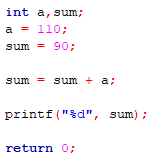 int a,sum;
a = 110;
sum = 90;
sum = sum + a;
printf("%d", sum);
return 0;